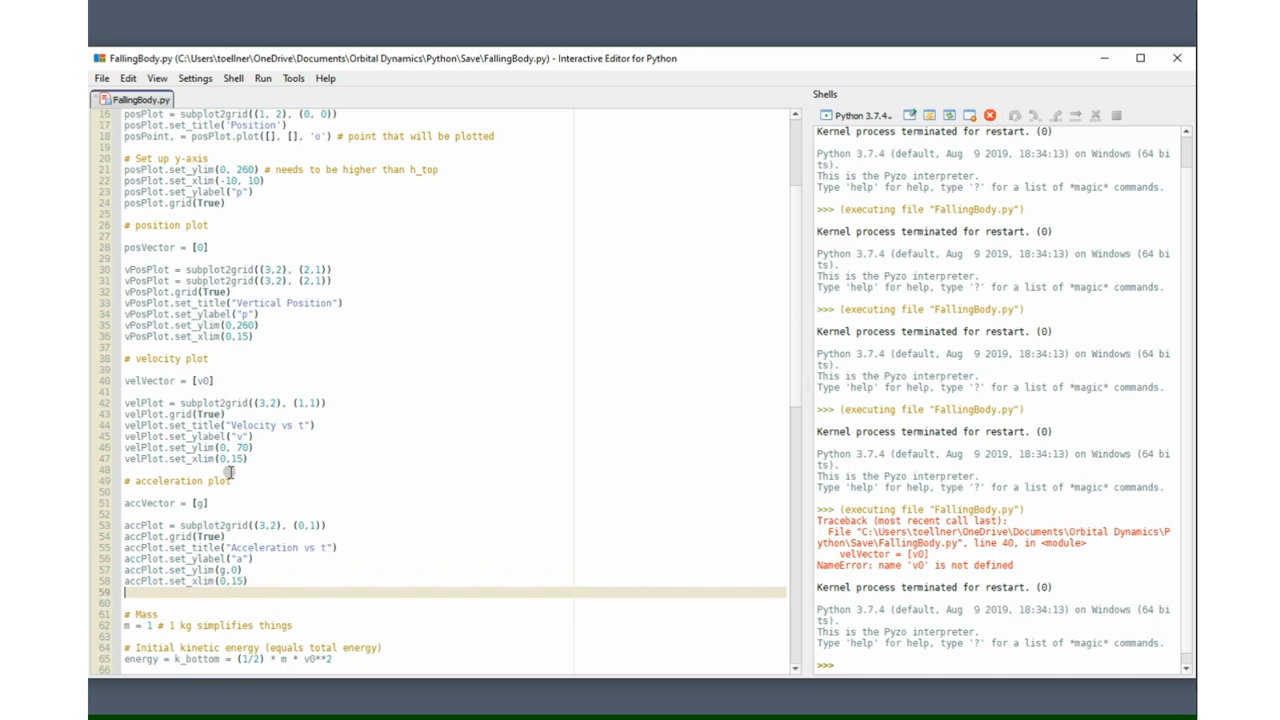 FallingBody.py (C:\Users\toellner\OneDrive\Documents\Orbital Dynamics\Python\Save\FallingBody.py) - Interactive Editor for Python
File Edit View Settings Shell Run Tools Help
FallingBody.py
16 posPlot = subplot2grid((1, 2), (0, 0))
17 posPlot.set_title('Position')
18 posPoint, = posPlot.plot([], [], 'o') # point that will be plotted
19
20 # Set up y-axis
21 posPlot.set_ylim(0, 260) # needs to be higher than h_top
22 posPlot.set_xlim(-10, 10)
23 posPlot.set_ylabel("p")
24 posPlot.grid(True)
25
26 # position plot
27
28 posVector = [0]
29
30 vPosPlot = subplot2grid((3,2), (2,1))
31 vPosPlot = subplot2grid((3,2), (2,1))
32 vPosPlot.grid(True)
33 vPosPlot.set_title("Vertical Position")
34 vPosPlot.set_ylabel("p")
35 vPosPlot.set_ylim(0,260)
36 vPosPlot.set_xlim(0,15)
37
38 # velocity plot
39
40 velVector = [v0]
41
42 velPlot = subplot2grid((3,2), (1,1))
43 velPlot.grid(True)
44 velPlot.set_title("Velocity vs t")
45 velPlot.set_ylabel("v")
46 velPlot.set_ylim(0, 70)
47 velPlot.set_xlim(0,15)
48
49 # acceleration plot
50
51 accVector = [g]
52
53 accPlot = subplot2grid((3,2), (0,1))
54 accPlot.grid(True)
55 accPlot.set_title("Acceleration vs t")
56 accPlot.set_ylabel("a")
57 accPlot.set_ylim(g,0)
58 accPlot.set_xlim(0,15)
59
60
61 # Mass
62 m = 1 # 1 kg simplifies things
63
64 # Initial kinetic energy (equals total energy)
65 energy = k_bottom = (1/2) * m * v0**2
66
Shells
Python 3.7.4
Kernel process terminated for restart. (0)
Python 3.7.4 (default, Aug 9 2019, 18:34:13) on Windows (64 bi
ts).
This is the Pyzo interpreter.
Type 'help' for help, type '?' for a list of *magic* commands.
>>> (executing file "FallingBody.py")
Kernel process terminated for restart. (0)
Python 3.7.4 (default, Aug 9 2019, 18:34:13) on Windows (64 bi
ts).
This is the Pyzo interpreter.
Type 'help' for help, type '?' for a list of *magic* commands.
>>> (executing file "FallingBody.py")
Kernel process terminated for restart. (0)
Python 3.7.4 (default, Aug 9 2019, 18:34:13) on Windows (64 bi
ts).
This is the Pyzo interpreter.
Type 'help' for help, type '?' for a list of *magic* commands.
>>> (executing file "FallingBody.py")
Kernel process terminated for restart. (0)
Python 3.7.4 (default, Aug 9 2019, 18:34:13) on Windows (64 bi
ts).
This is the Pyzo interpreter.
Type 'help' for help, type '?' for a list of *magic* commands.
>>> (executing file "FallingBody.py")
Traceback (most recent call last):
File "C:\Users\toellner\OneDrive\Documents\Orbital Dynamics\P
ython\Save\FallingBody.py", line 40, in <module>
velVector = [v0]
NameError: name 'v0' is not defined
Kernel process terminated for restart. (0)
Python 3.7.4 (default, Aug 9 2019, 18:34:13) on Windows (64 bi
ts).
This is the Pyzo interpreter.
Type 'help' for help, type '?' for a list of *magic* commands.
>>>